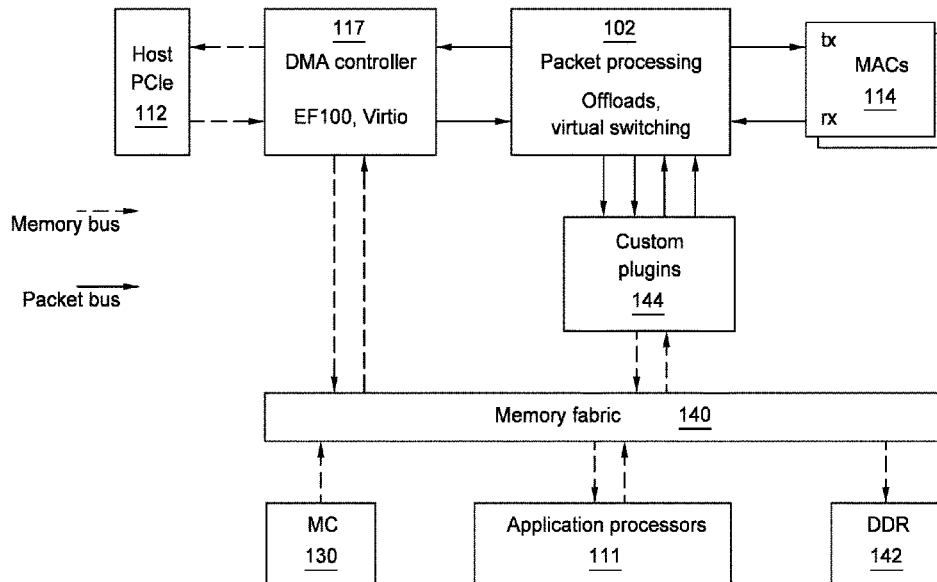 Host
PCIe
112
117
DMA controller
EF100, Virtio
102
Packet processing
Offloads,
virtual switching
tx
MACs
114
rx
Memory bus
Packet bus
Custom
plugins
144
Memory fabric 140
MC
130
Application processors
111
DDR
142